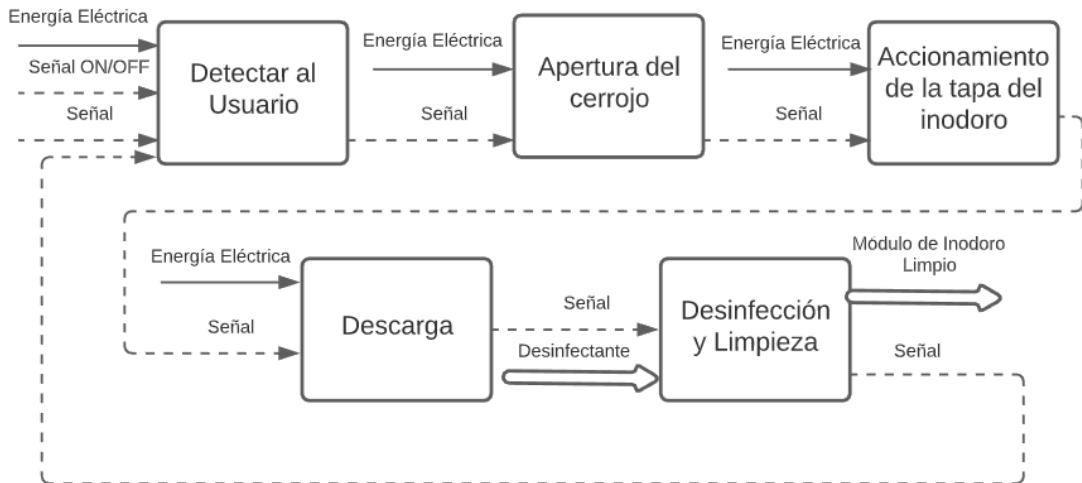 Energía Eléctrica
Señal ON/OFF
Señal
Detectar al
Usuario
Energía Eléctrica
Señal
Apertura del
cerrojo
Energía Eléctrica
Señal
Accionamiento
de la tapa del
inodoro
Energía Eléctrica
Señal
Descarga
Señal
Desinfectante
Desinfección
y Limpieza
Módulo de Inodoro
Limpio
Señal